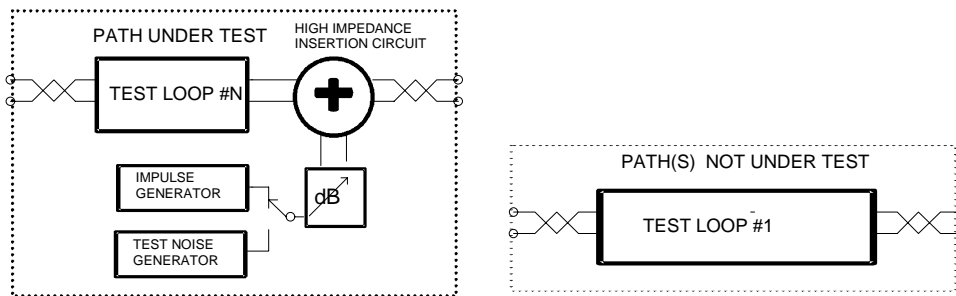 PATH UNDER TEST
HIGH IMPEDANCE
INSERTION CIRCUIT
TEST LOOP #N
IMPULSE
GENERATOR
dB
TEST NOISE
GENERATOR
PATH(S) NOT UNDER TEST
TEST LOOP #1